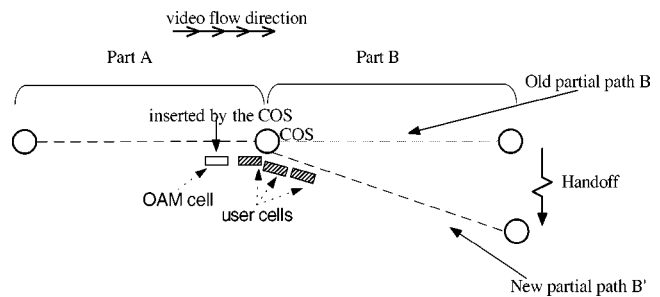 video flow direction
Part A
Part B
Old partial path B
inserted by the COS
COS
Handoff
OAM cell
user cells
New partial path B'